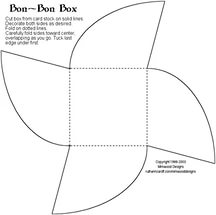 Bon~Bon Box
Cut box from card stock on solid lines
Decorate both sides as desired.
Fold on dotted lines.
Carefully fold sides toward center,
overlapping as you go. Tuck last
edge under first.
Copyright 1999-2003
Mirkwood Designs